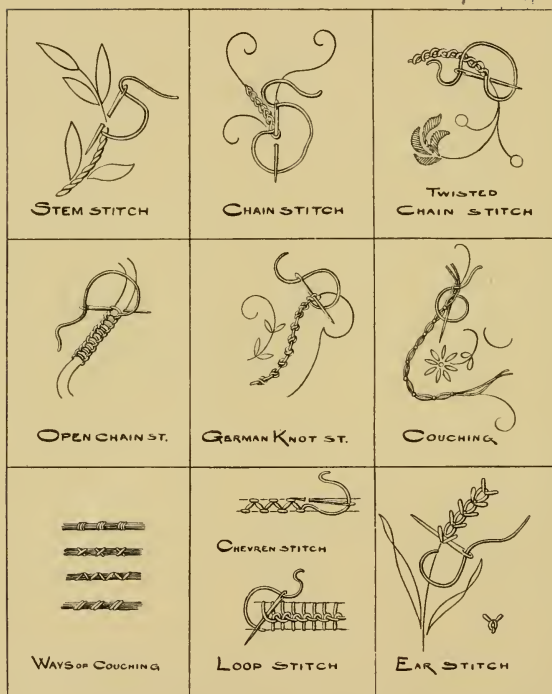 STEM STITCH
CHAIN STITCH
TWISTED
CHAIN STITCH
OPEN CHAIN ST.
GERMAN KNOT ST.
COUCHING
WAYS OF COUCHING
CHEVREN STITCH
LOOP STITCH
EAR STITCH